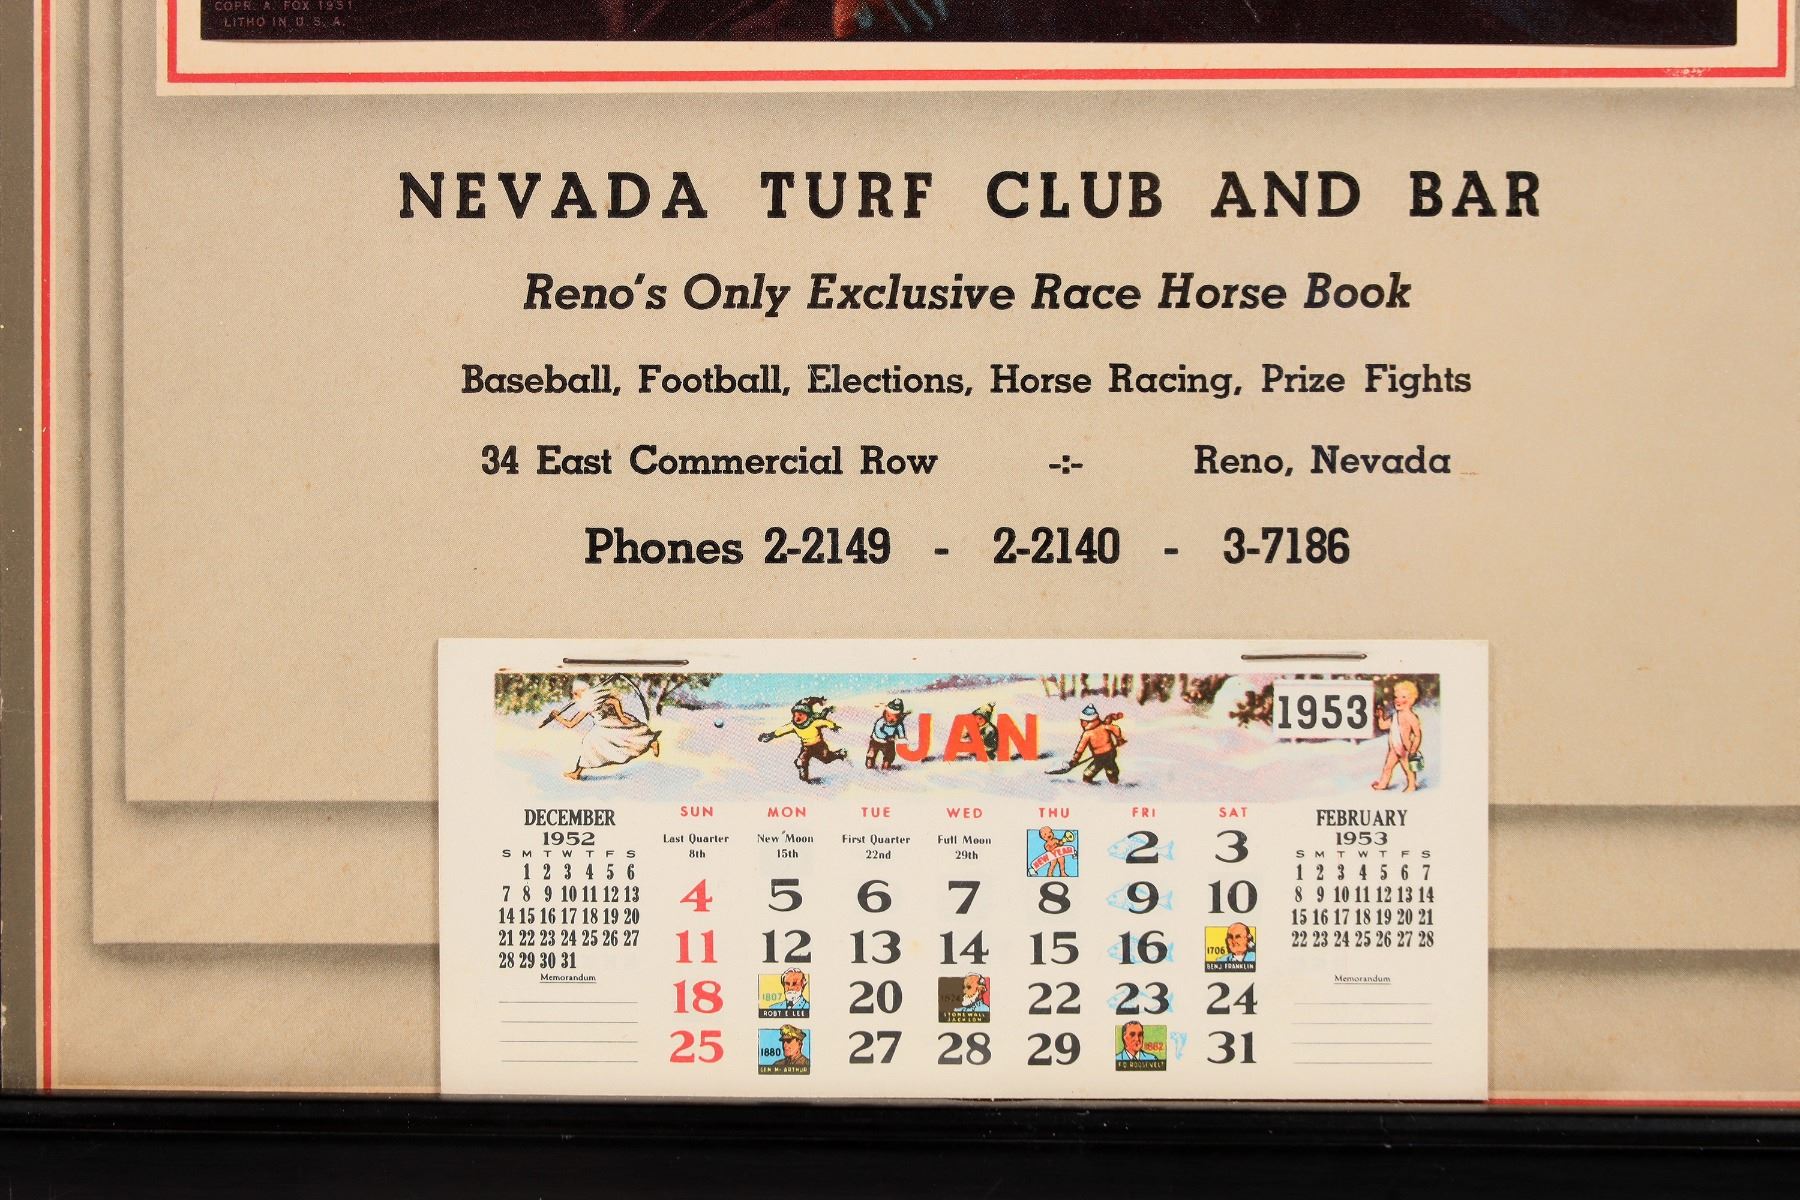 COPR. A. FOX 1951
LITHO IN U. S. A.
NEVADA TURF CLUB AND BAR
Reno's Only Exclusive Race Horse Book
Baseball, Football, Elections, Horse Racing, Prize Fights
34 East Commercial Row -:- Reno, Nevada
Phones 2-2149 - 2-2140 - 3-7186
JAN
1953
DECEMBER
1952
S M T W T F S
1 2 3 4 5 6
7 8 9 10 11 12 13
14 15 16 17 18 19 20
21 22 23 24 25 26 27
28 29 30 31
Memorandum
SUN MON TUE WED THU FRI SAT
Last Quarter 8th New Moon 15th First Quarter 22nd Full Moon 29th NEW YEAR 2 3
4 5 6 7 8 9 10
11 12 13 14 15 16 1706 BENJ. FRANKLIN
18 1807 ROBT E LEE 20 1824 STONEWALL JACKSON 22 23 24
25 1880 GEN McARTHUR 27 28 29 1882 F.D. ROOSEVELT 31
FEBRUARY
1953
S M T W T F S
1 2 3 4 5 6 7
8 9 10 11 12 13 14
15 16 17 18 19 20 21
22 23 24 25 26 27 28
Memorandum